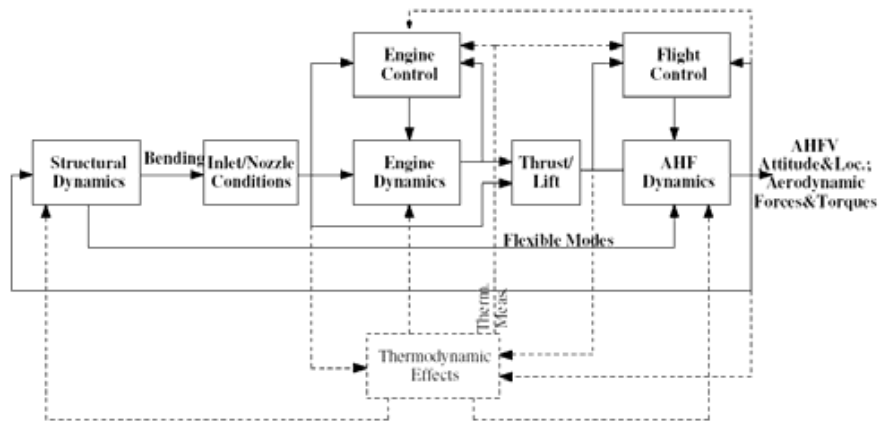 Engine
Control
Flight
Control
Structural
Dynamics
Bending
Inlet/Nozzle
Conditions
Engine
Dynamics
Thrust/
Lift
AHF
Dynamics
AHFV
Attitude&Loc.;
Aerodynamic
Forces&Torques
Flexible Modes
Therm.
Meas.
Thermodynamic
Effects